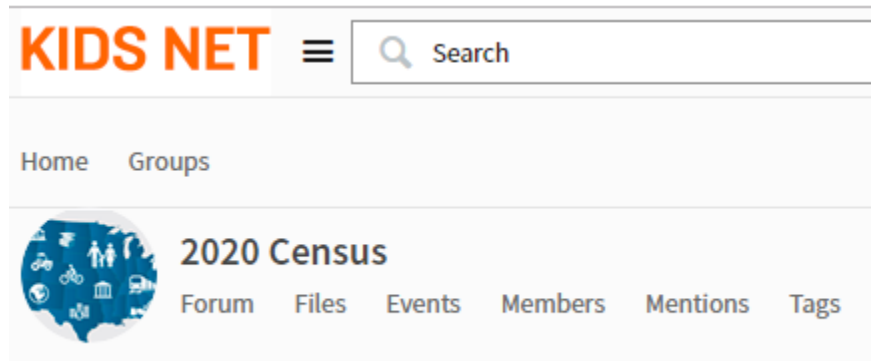 KIDS NET Search
Home Groups
2020 Census
Forum Files Events Members Mentions Tags